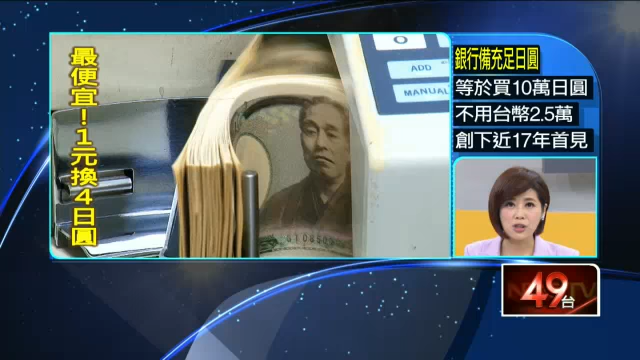 最便宜!1元換4日圓
ADD
MANUAL
銀行備充足日圓
等於買10萬日圓
不用台幣2.5萬
創下近17年首見
49台